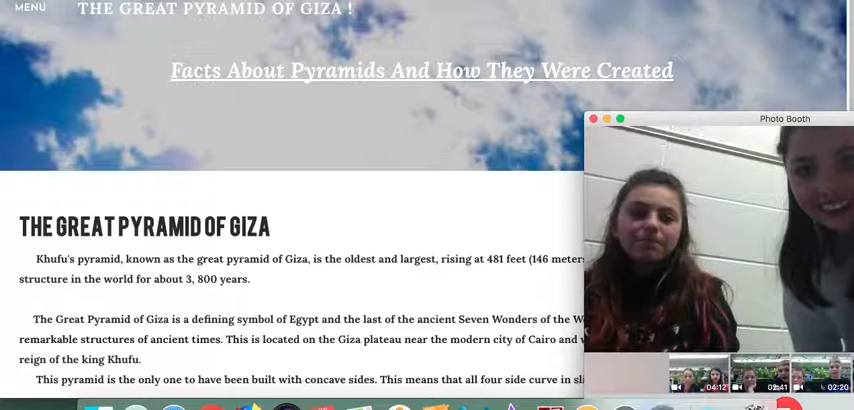 MENU
THE GREAT PYRAMID OF GIZA !
Facts About Pyramids And How They Were Created
Photo Booth
THE GREAT PYRAMID OF GIZA
Khufu's pyramid, known as the great pyramid of Giza, is the oldest and largest, rising at 481 feet (146 meters
structure in the world for about 3, 800 years.
The Great Pyramid of Giza is a defining symbol of Egypt and the last of the ancient Seven Wonders of the
remarkable structures of ancient times. This is located on the Giza plateau near the modern city of Cairo and
reign of the king Khufu.
This pyramid is the only one to have been built with concave sides. This means that all four side curve in
04:12
02:41
02:20